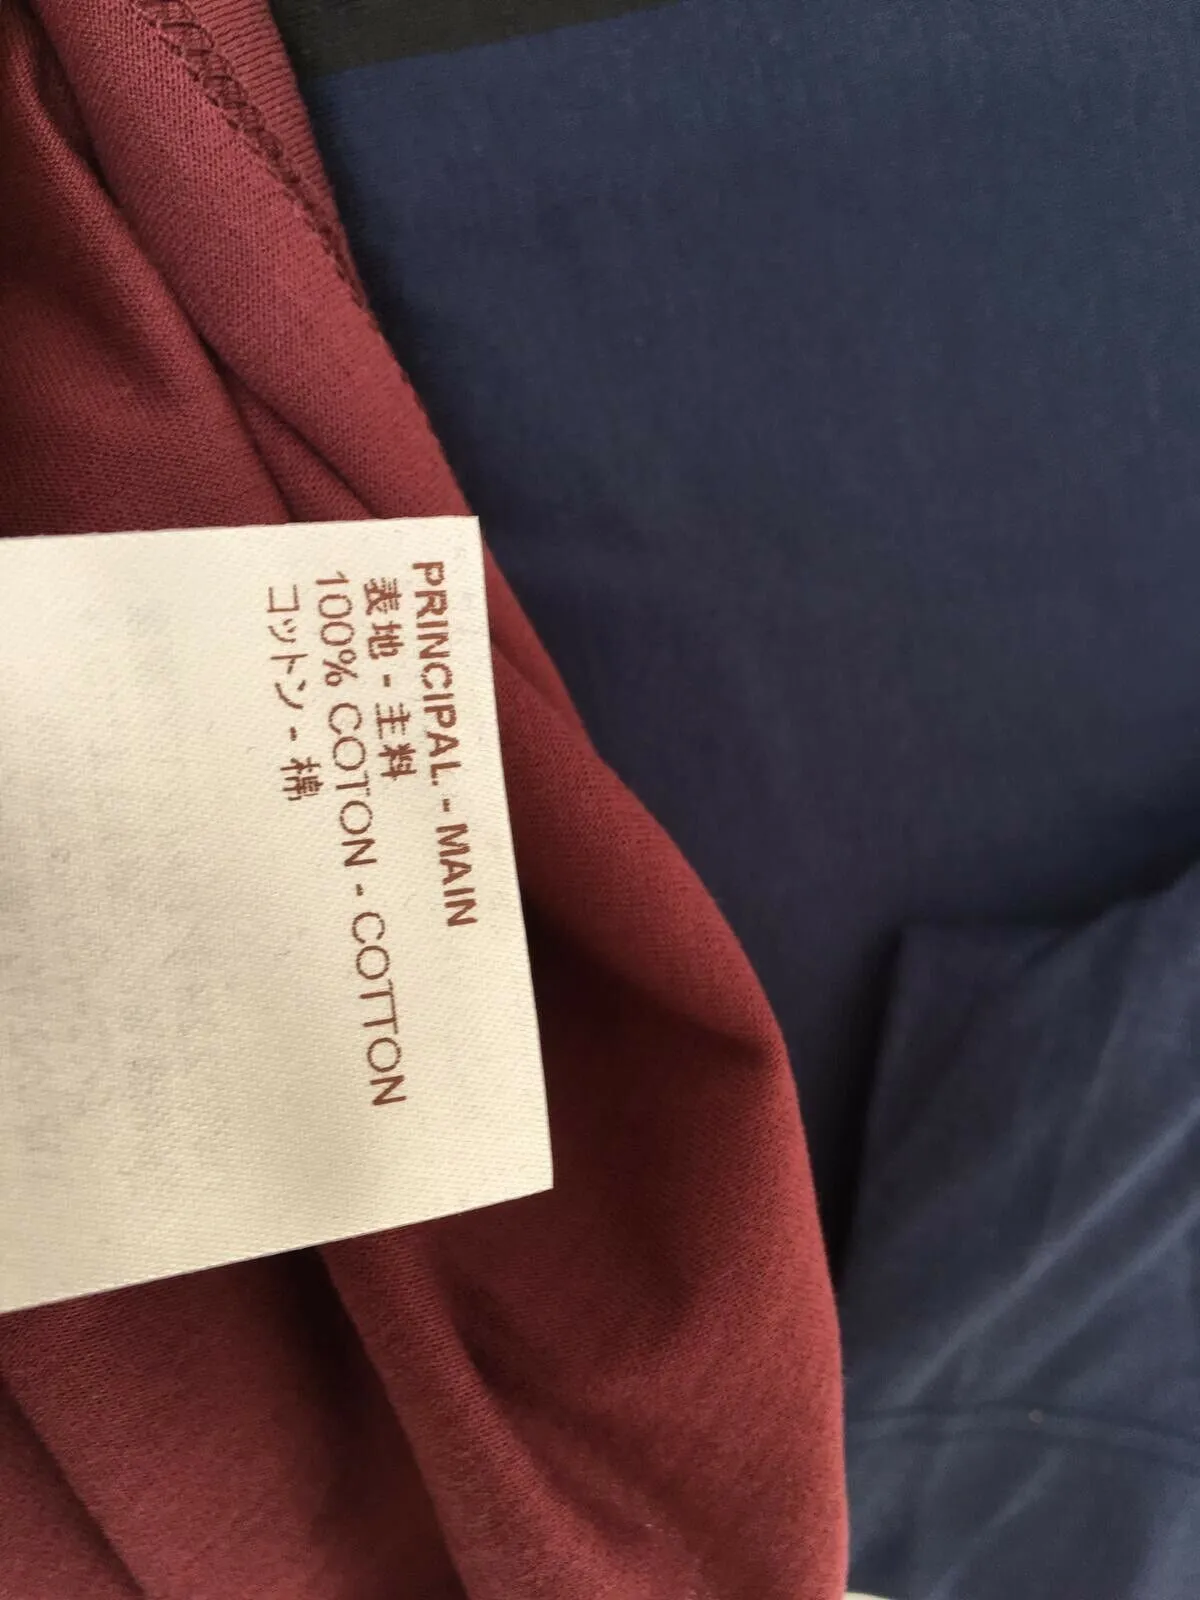 PRINCIPAL. - MAIN
表地 - 主料
100% COTON - COTTON
コットン - 棉